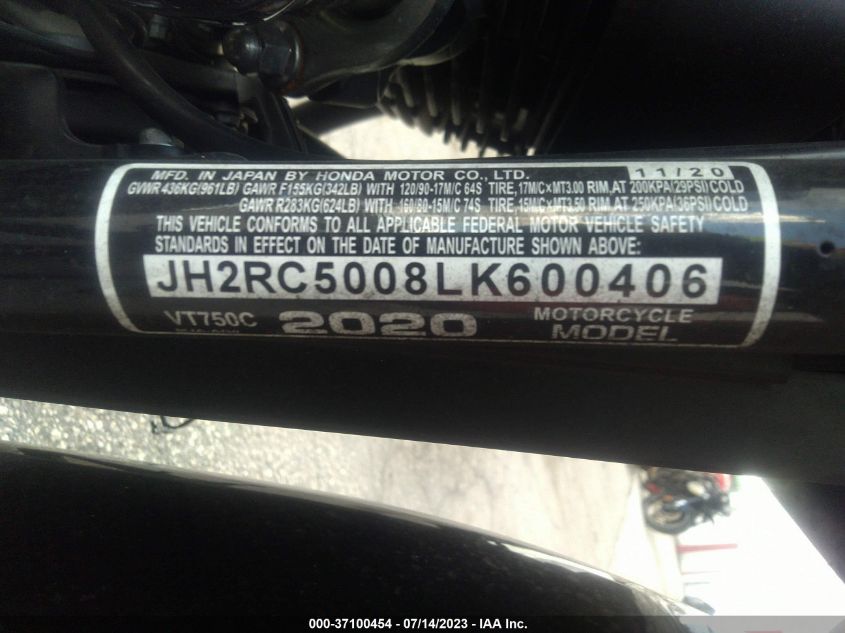 MFD. IN JAPAN BY HONDA MOTOR CO., LTD. 11/20
GVWR 436KG(961LB) GAWR F155KG(342LB) WITH 120/90-17M/C 64S TIRE,17M/C×MT3.00 RIM,AT 200KPA(29PSI)COLD
GAWR R283KG(624LB) WITH 160/80-15M/C 74S TIRE, 15M/C×MT3.50 RIM, AT 250KPA(36PSI)COLD
THIS VEHICLE CONFORMS TO ALL APPLICABLE FEDERAL MOTOR VEHICLE SAFETY
STANDARDS IN EFFECT ON THE DATE OF MANUFACTURE SHOWN ABOVE:
JH2RC5008LK600406
VT750C 2020 MOTORCYCLE
MODEL
000-37100454 - 07/14/2023 - IAA Inc.